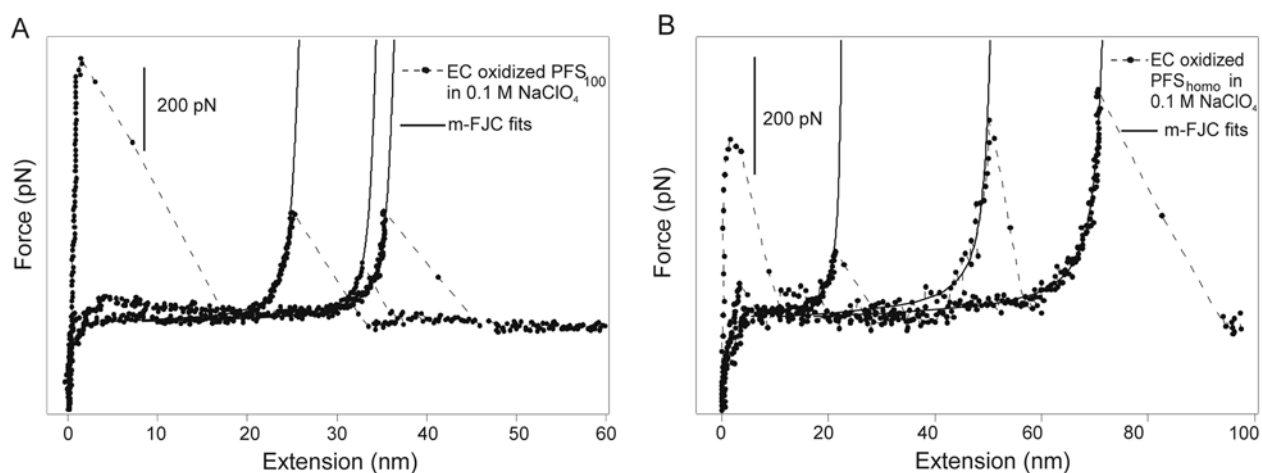 A
EC oxidized PFS₁₀₀
in 0.1 M NaClO₄
m-FJC fits
200 pN
Force (pN)
0 10 20 30 40 50 60
Extension (nm)
B
EC oxidized
PFS_homo in
0.1 M NaClO₄
m-FJC fits
200 pN
Force (pN)
0 20 40 60 80 100
Extension (nm)